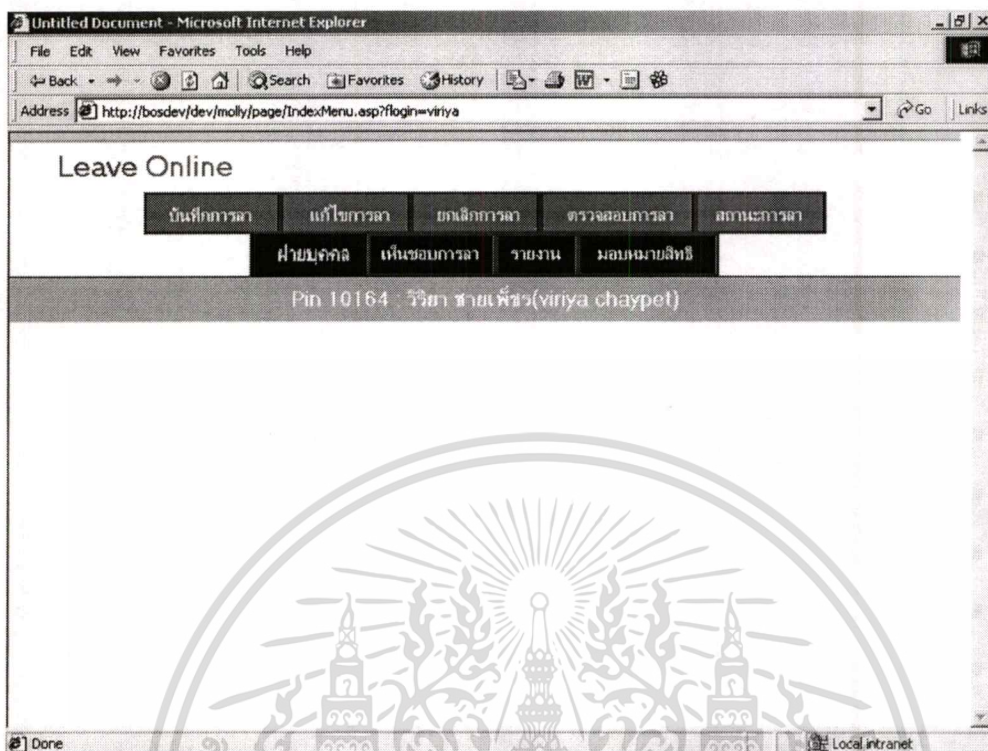 Untitled Document - Microsoft Internet Explorer
File Edit View Favorites Tools Help
Back Search Favorites History
Address http://bosdev/dev/molly/page/IndexMenu.asp?flogin=viriya Go Links
Leave Online
บันทึกการลา แก้ไขการลา ยกเลิกการลา ตรวจสอบการลา สถานะการลา
ฝ่ายบุคคล เห็นชอบการลา รายงาน มอบหมายสิทธิ
Pin 10164 : วิริยา ชายเพ็ชร(viriya chaypet)
Done Local intranet